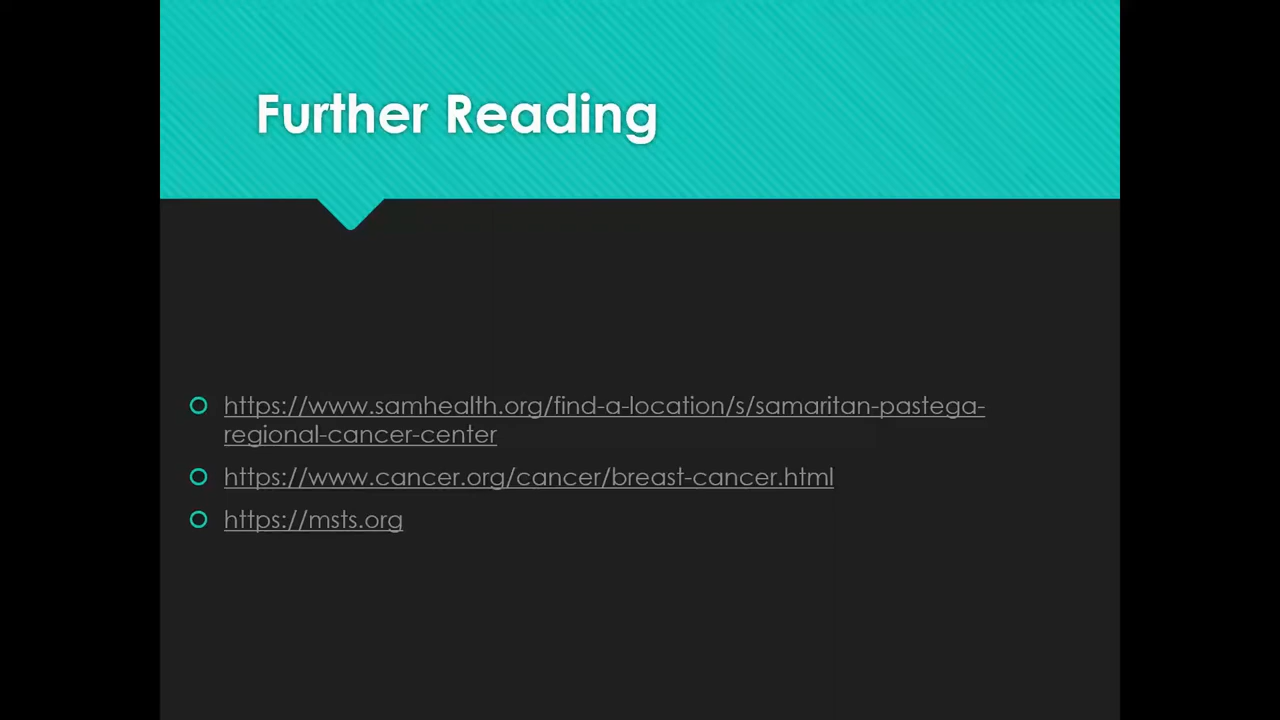 Further Reading
https://www.samhealth.org/find-a-location/s/samaritan-pastega-
regional-cancer-center
https://www.cancer.org/cancer/breast-cancer.html
https://msts.org